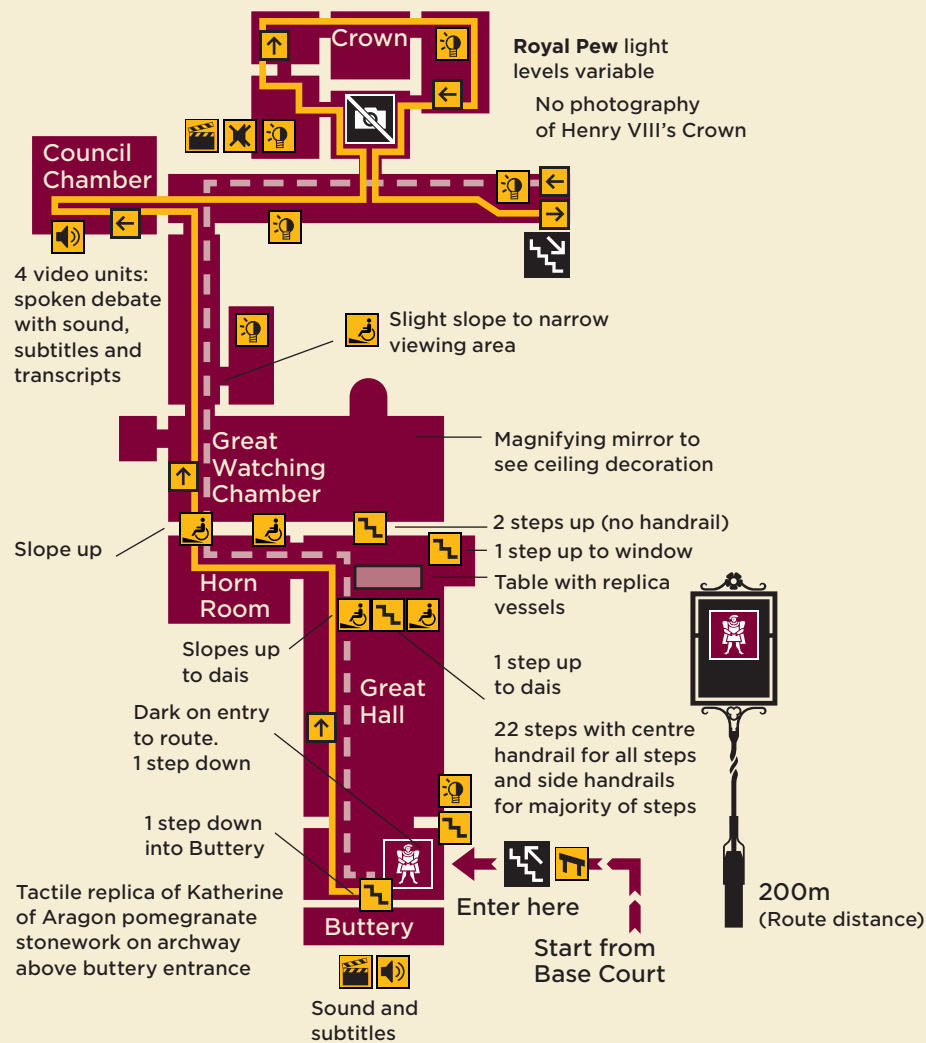 Crown
Royal Pew light
levels variable
No photography
of Henry VIII's Crown
Council
Chamber
4 video units:
spoken debate
with sound,
subtitles and
transcripts
Slight slope to narrow
viewing area
Great
Watching
Chamber
Magnifying mirror to
see ceiling decoration
Slope up
2 steps up (no handrail)
1 step up to window
Horn
Room
Table with replica
vessels
Slopes up
to dais
1 step up
to dais
Great
Hall
Dark on entry
to route.
1 step down
22 steps with centre
handrail for all steps
and side handrails
for majority of steps
1 step down
into Buttery
Tactile replica of Katherine
of Aragon pomegranate
stonework on archway
above buttery entrance
Enter here
Buttery
Start from
Base Court
200m
(Route distance)
Sound and
subtitles